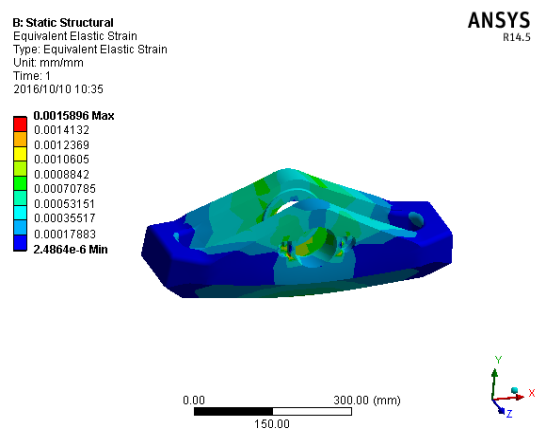 B: Static Structural
Equivalent Elastic Strain
Type: Equivalent Elastic Strain
Unit: mm/mm
Time: 1
2016/10/10 10:35
ANSYS
R14.5
0.0015896 Max
0.0014132
0.0012369
0.0010605
0.0008842
0.00070785
0.00053151
0.00035517
0.00017883
2.4864e-6 Min
0.00
300.00 (mm)
150.00
Y
X
Z